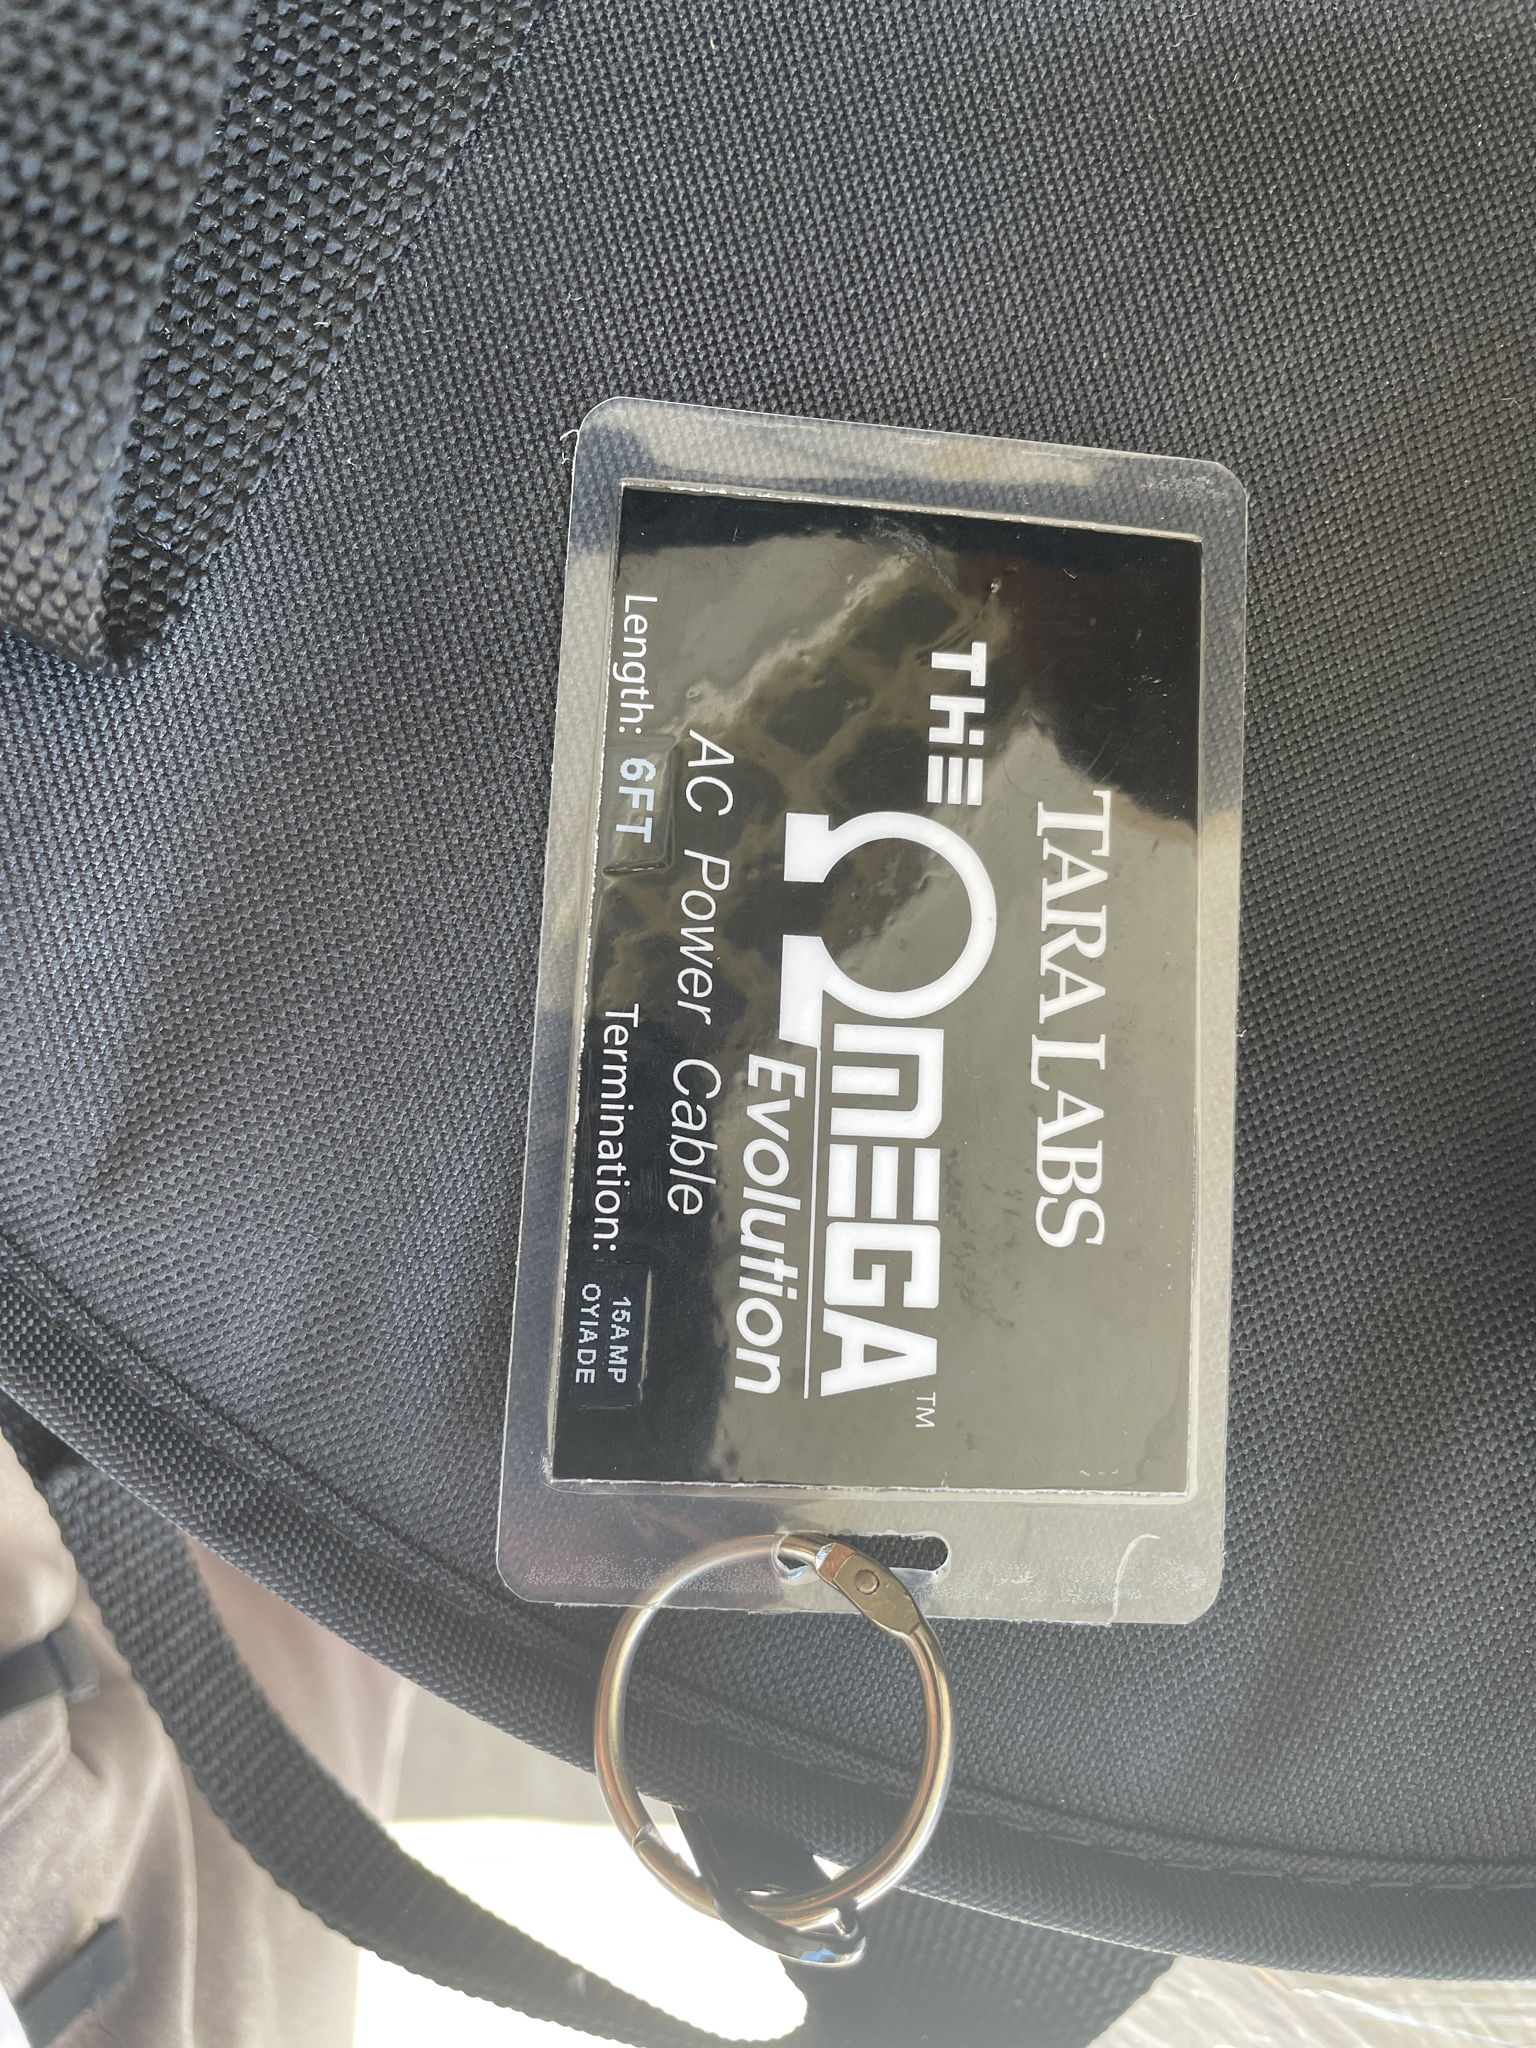 TARA LABS
THE ΩMEGA™
Evolution
AC Power Cable
Length: 6FT Termination: 15AMP
OYIADE